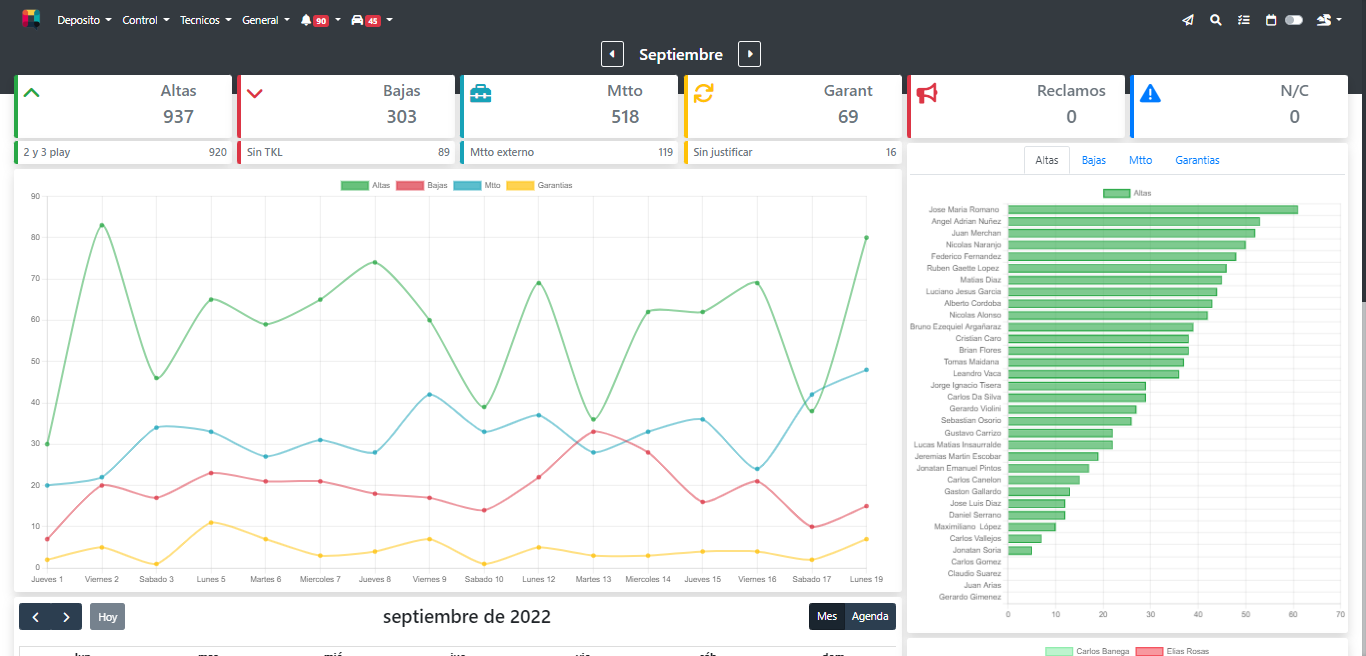 Deposito Control Tecnicos General 90 45
Septiembre
Altas
937
2 y 3 play 920
Bajas
303
Sin TKL 89
Mtto
518
Mtto externo 119
Garant
69
Sin justificar 16
Reclamos
0
N/C
0
Altas Bajas Mtto Garantias
90
80
70
60
50
40
30
20
10
0
Jueves 1 Viernes 2 Sabado 3 Lunes 5 Martes 6 Miercoles 7 Jueves 8 Viernes 9 Sabado 10 Lunes 12 Martes 13 Miercoles 14 Jueves 15 Viernes 16 Sabado 17 Lunes 19
Hoy
septiembre de 2022
Mes Agenda
lun mar mié jue vie sáb dom
Altas Bajas Mtto Garantias
Altas
Jose Maria Romano
Angel Adrian Nuñez
Juan Merchan
Nicolas Naranjo
Federico Fernandez
Ruben Gaette Lopez
Matias Diaz
Luciano Jesus Garcia
Alberto Cordoba
Nicolas Alonso
Bruno Ezequiel Argañaraz
Cristian Caro
Brian Flores
Tomas Maidana
Leandro Vaca
Jorge Ignacio Tisera
Carlos Da Silva
Gerardo Violini
Sebastian Osorio
Gustavo Carrizo
Lucas Matias Insaurralde
Jeremias Martin Escobar
Jonatan Emanuel Pintos
Carlos Canelon
Gaston Gallardo
Jose Luis Diaz
Daniel Serrano
Maximiliano López
Carlos Vallejos
Jonatan Soria
Carlos Gomez
Claudio Suarez
Juan Arias
Gerardo Gimenez
0 10 20 30 40 50 60 70
Carlos Banega Elias Rosas